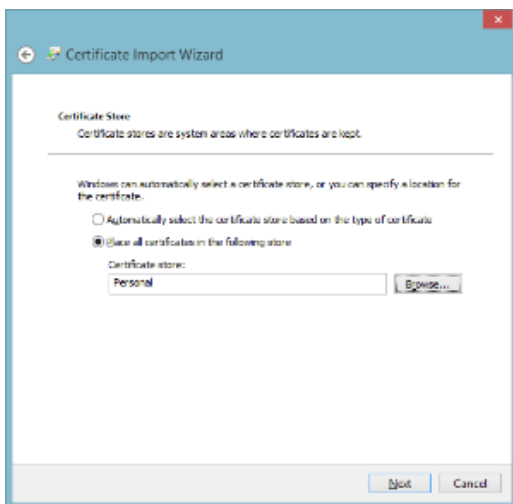 Certificate Import Wizard
Certificate Store
Certificate stores are system areas where certificates are kept.
Windows can automatically select a certificate store, or you can specify a location for
the certificate.
Automatically select the certificate store based on the type of certificate
Place all certificates in the following store
Certificate store:
Personal
Browse...
Next
Cancel